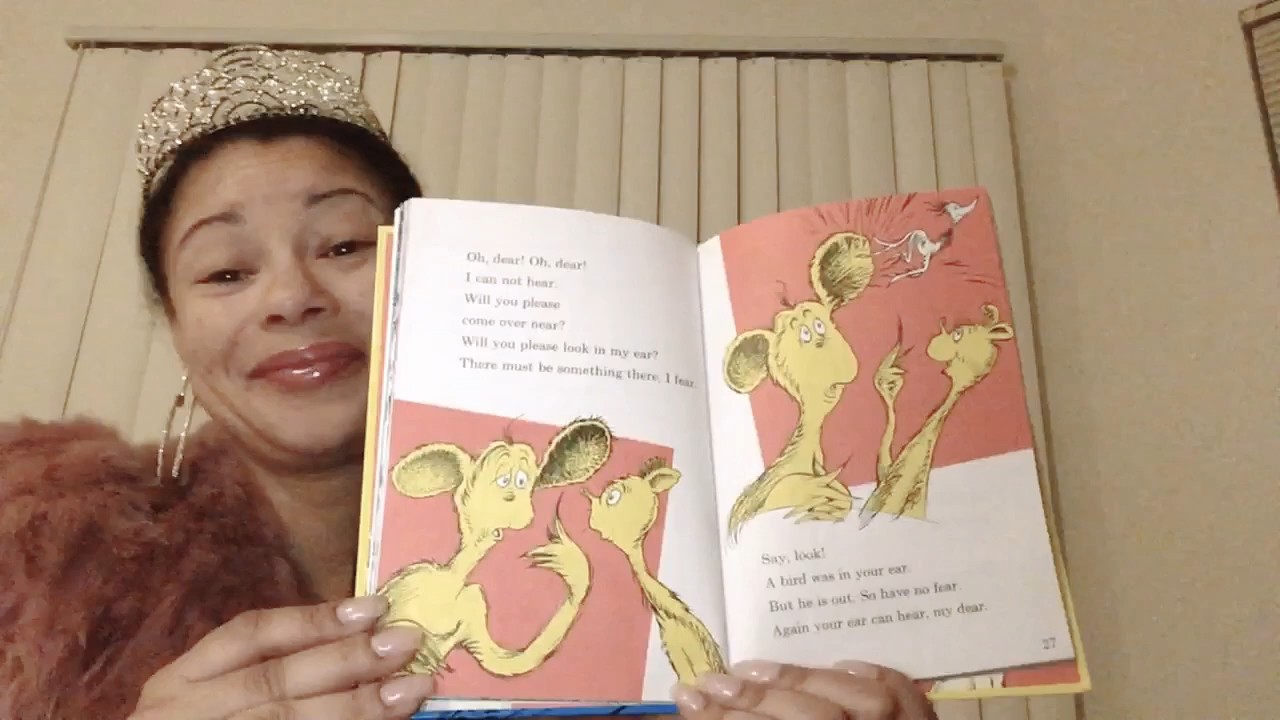 Oh, dear! Oh, dear!
I can not hear.
Will you please
come over near?
Will you please look in my ear?
There must be something there, I fear.
Say, look!
A bird was in your ear.
But he is out. So have no fear.
Again your ear can hear, my dear.
27